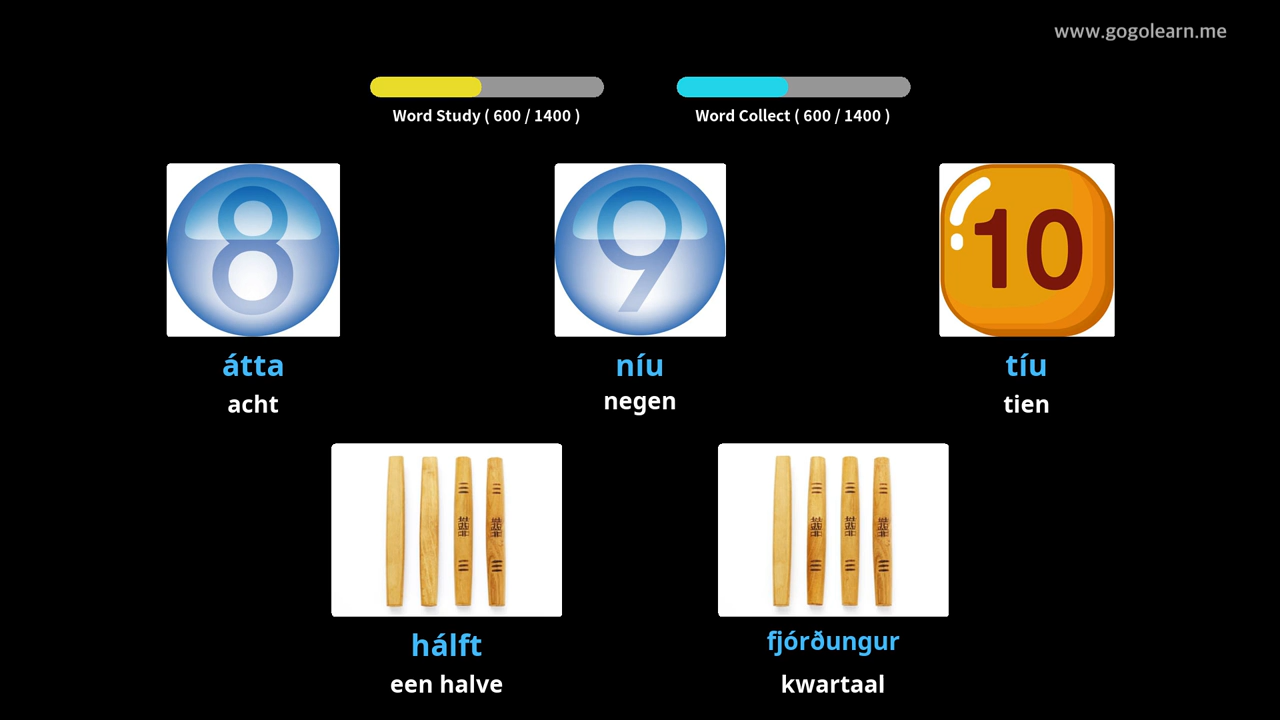 www.gogolearn.me
Word Study ( 600 / 1400 )
Word Collect ( 600 / 1400 )
8
9
10
átta
níu
tíu
acht
negen
tien
hálft
fjórðungur
een halve
kwartaal